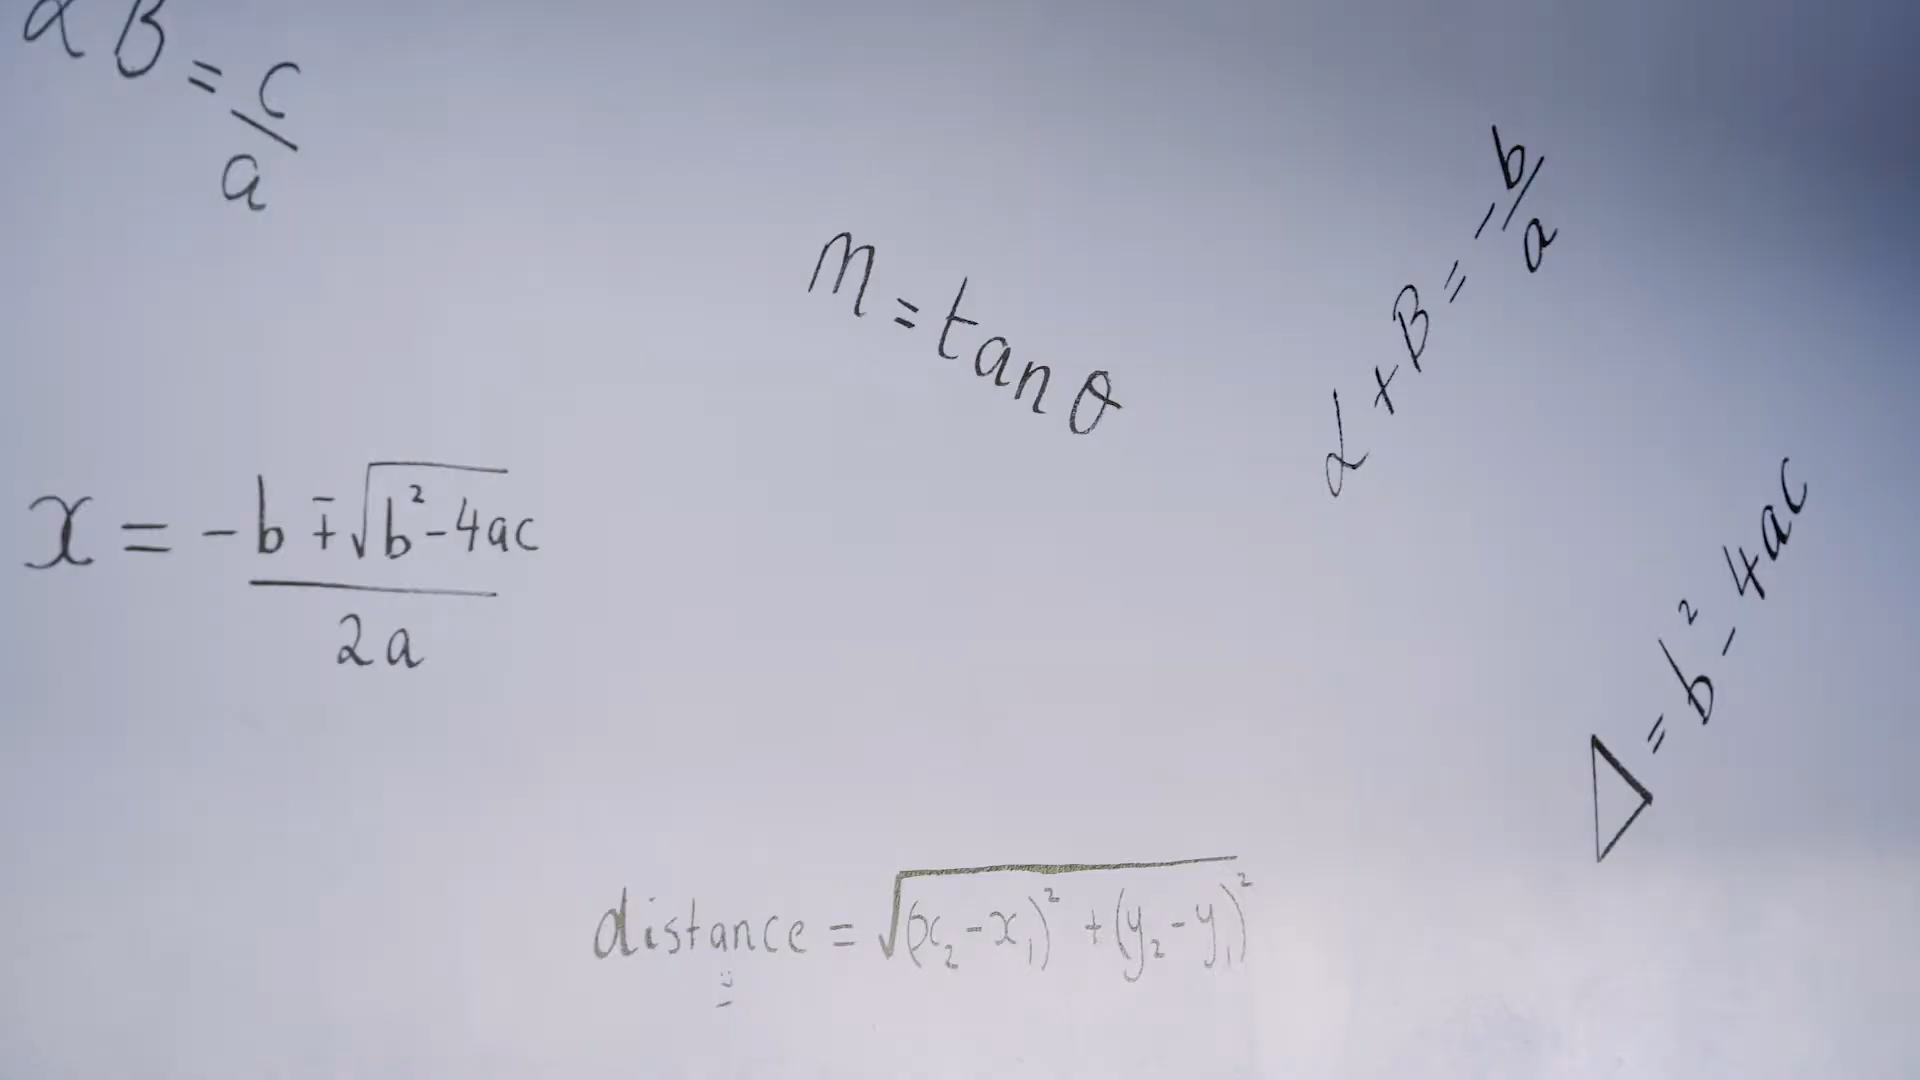 αβ = c/a
m = tan θ
α + β = -b/a
x = -b ∓ √b² - 4ac / 2a
Δ = b² - 4ac
distance = √(x₂ - x₁)² + (y₂ - y₁)²